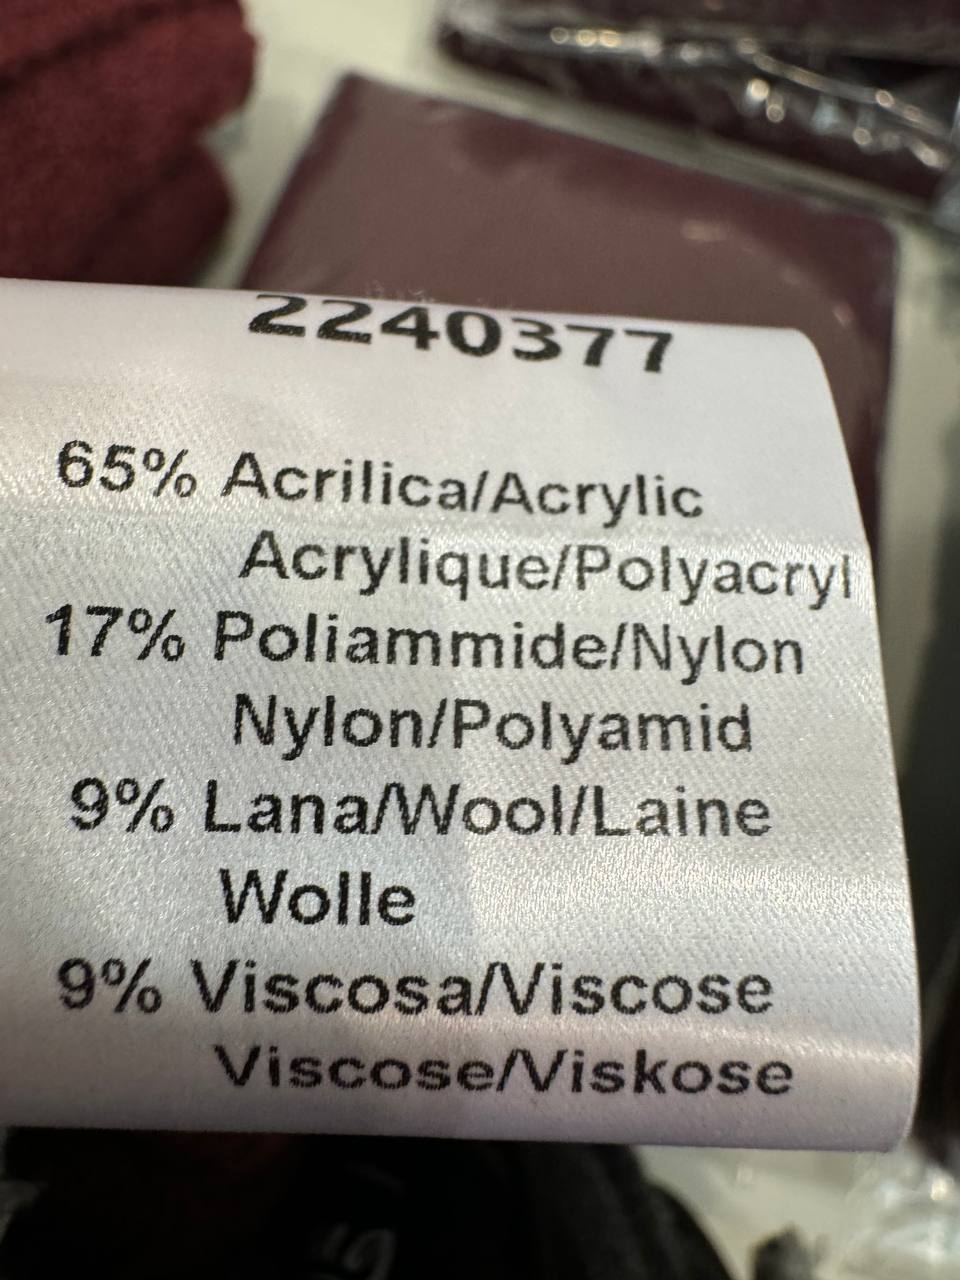 2240377
65% Acrilica/Acrylic
Acrylique/Polyacryl
17% Poliammide/Nylon
Nylon/Polyamid
9% Lana/Wool/Laine
Wolle
9% Viscosa/Viscose
Viscose/Viskose